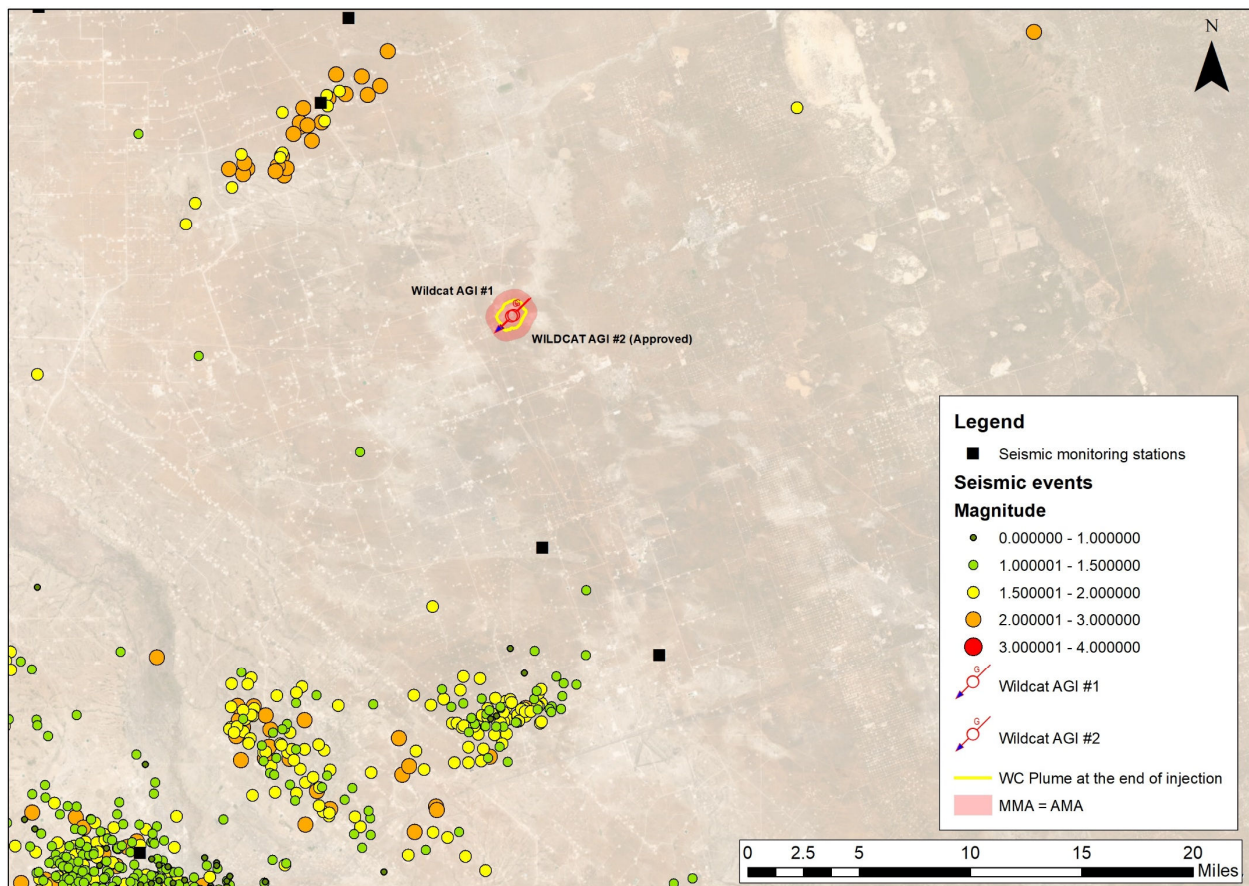 N
Wildcat AGI #1
G
WILDCAT AGI #2 (Approved)
Legend
Seismic monitoring stations
Seismic events
Magnitude
0.000000 - 1.000000
1.000001 - 1.500000
1.500001 - 2.000000
2.000001 - 3.000000
3.000001 - 4.000000
G
Wildcat AGI #1
G
Wildcat AGI #2
WC Plume at the end of injection
MMA = AMA
0 2.5 5 10 15 20
Miles